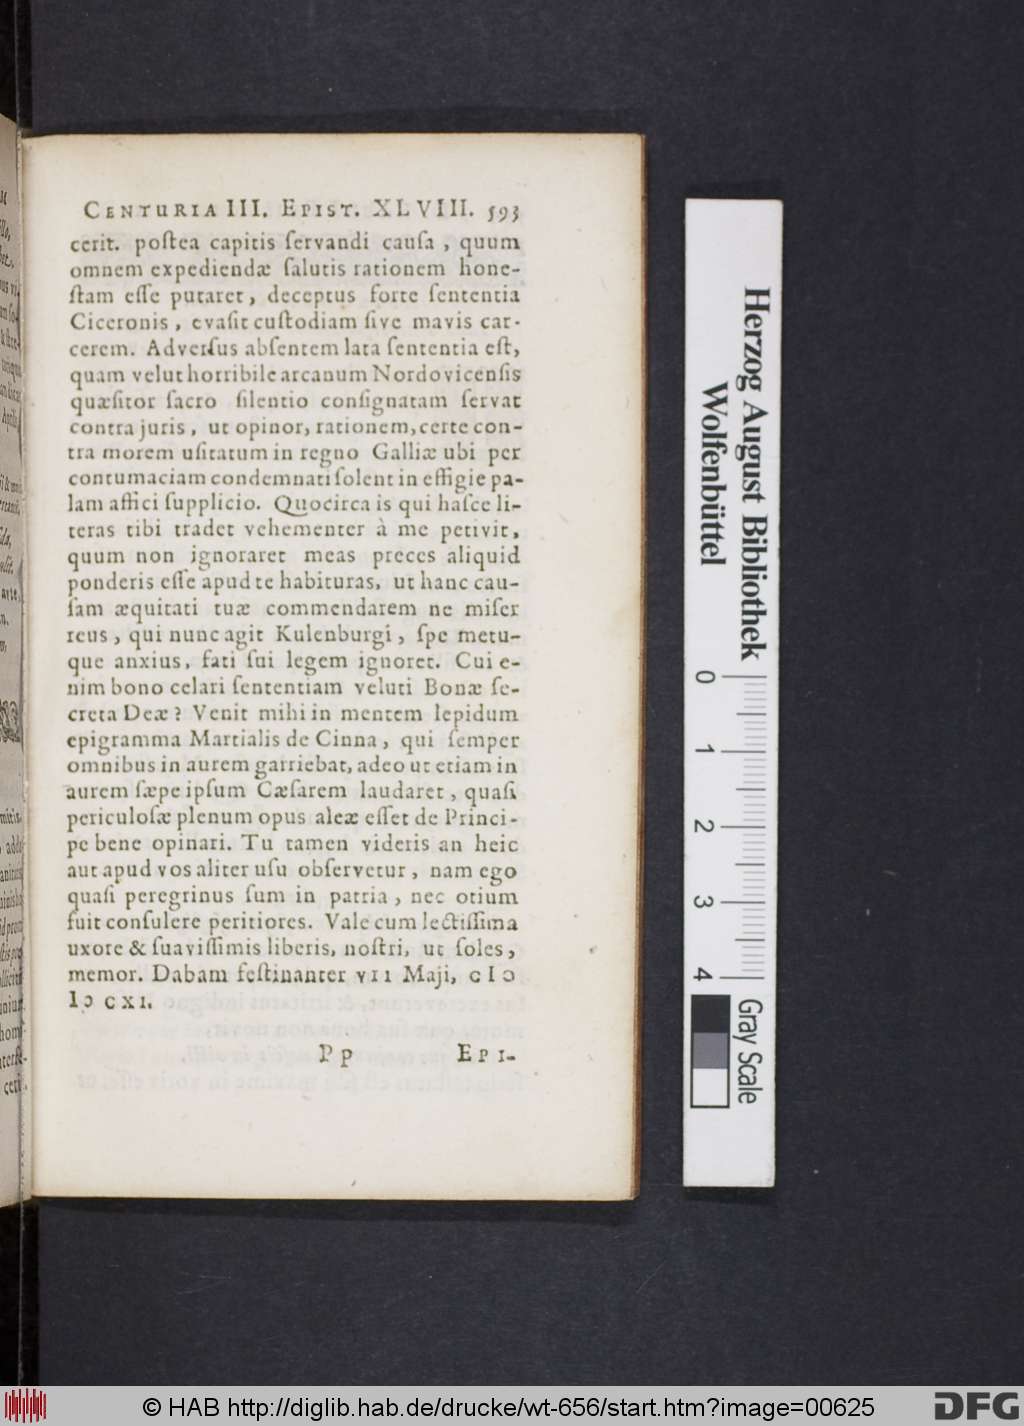 CENTURIA III. EPIST. XLVIII. 593
cerit. poſtea capitis ſervandi cauſa, quum
omnem expediendæ ſalutis rationem hone-
ſtam eſſe putaret, deceptus forte ſententia
Ciceronis, evaſit cuſtodiam ſive mavis car-
cerem. Adverſus abſentem lata ſententia eſt,
quam velut horribile arcanum Nordovicenſis
quæſitor ſacro ſilentio conſignatam ſervat
contra juris, ut opinor, rationem, certe con-
tra morem uſitatum in regno Galliæ ubi per
contumaciam condemnati ſolent in effigie pa-
lam affici ſupplicio. Quocirca is qui haſce li-
teras tibi tradet vehementer à me petivit,
quum non ignoraret meas preces aliquid
ponderis eſſe apud te habituras, ut hanc cau-
ſam æquitati tuæ commendarem ne miſer
reus, qui nunc agit Kulenburgi, ſpe metu-
que anxius, fati ſui legem ignoret. Cui e-
nim bono celari ſententiam veluti Bonæ ſe-
creta Deæ? Venit mihi in mentem lepidum
epigramma Martialis de Cinna, qui ſemper
omnibus in aurem garriebat, adeo ut etiam in
aurem ſæpe ipſum Cæſarem laudaret, quaſi
periculoſæ plenum opus aleæ eſſet de Princi-
pe bene opinari. Tu tamen videris an heic
aut apud vos aliter uſu obſervetur, nam ego
quaſi peregrinus ſum in patria, nec otium
fuit conſulere peritiores. Vale cum lectiſſima
uxore & ſuaviſſimis liberis, noſtri, ut ſoles,
memor. Dabam feſtinanter VII Maji, CIƆ
IƆ CXI.
Pp EPI-
Herzog August Bibliothek
Wolfenbüttel
0 1 2 3 4
Gray Scale
© HAB http://diglib.hab.de/drucke/wt-656/start.htm?image=00625
DFG